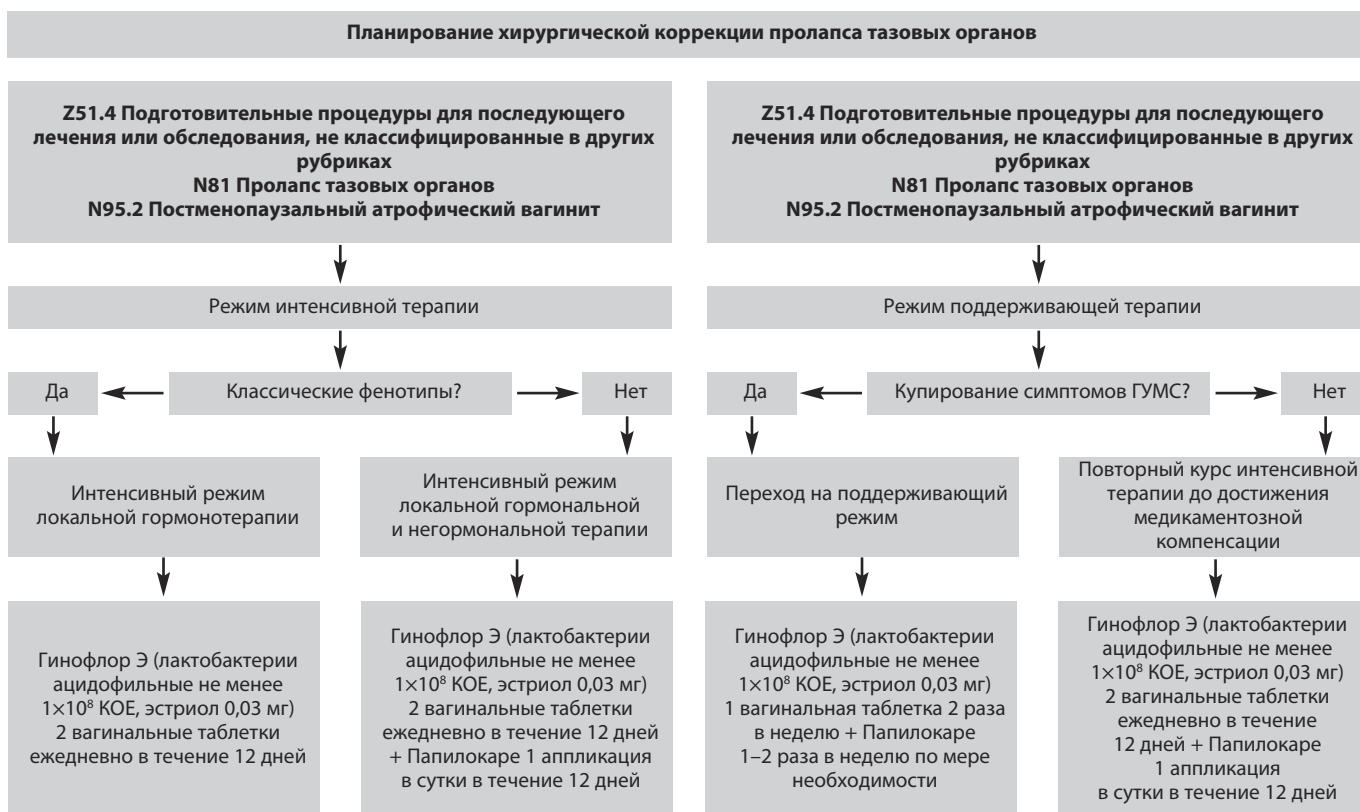 Планирование хирургической коррекции пролапса тазовых органов
Z51.4 Подготовительные процедуры для последующего
лечения или обследования, не классифицированные в других
рубриках
N81 Пролапс тазовых органов
N95.2 Постменопаузальный атрофический вагинит
Z51.4 Подготовительные процедуры для последующего
лечения или обследования, не классифицированные в других
рубриках
N81 Пролапс тазовых органов
N95.2 Постменопаузальный атрофический вагинит
Режим интенсивной терапии
Режим поддерживающей терапии
Да
Классические фенотипы?
Нет
Да
Купирование симптомов ГУМС?
Нет
Интенсивный режим
локальной гормонотерапии
Интенсивный режим
локальной гормональной
и негормональной терапии
Переход на поддерживающий
режим
Повторный курс интенсивной
терапии до достижения
медикаментозной
компенсации
Гинофлор Э (лактобактерии
ацидофильные не менее
1×10⁸ КОЕ, эстриол 0,03 мг)
2 вагинальные таблетки
ежедневно в течение 12 дней
Гинофлор Э (лактобактерии
ацидофильные не менее
1×10⁸ КОЕ, эстриол 0,03 мг)
2 вагинальные таблетки
ежедневно в течение 12 дней
+ Папилокаре 1 аппликация
в сутки в течение 12 дней
Гинофлор Э (лактобактерии
ацидофильные не менее
1×10⁸ КОЕ, эстриол 0,03 мг)
1 вагинальная таблетка 2 раза
в неделю + Папилокаре
1–2 раза в неделю по мере
необходимости
Гинофлор Э (лактобактерии
ацидофильные не менее
1×10⁸ КОЕ, эстриол 0,03 мг)
2 вагинальные таблетки
ежедневно в течение
12 дней + Папилокаре
1 аппликация
в сутки в течение 12 дней